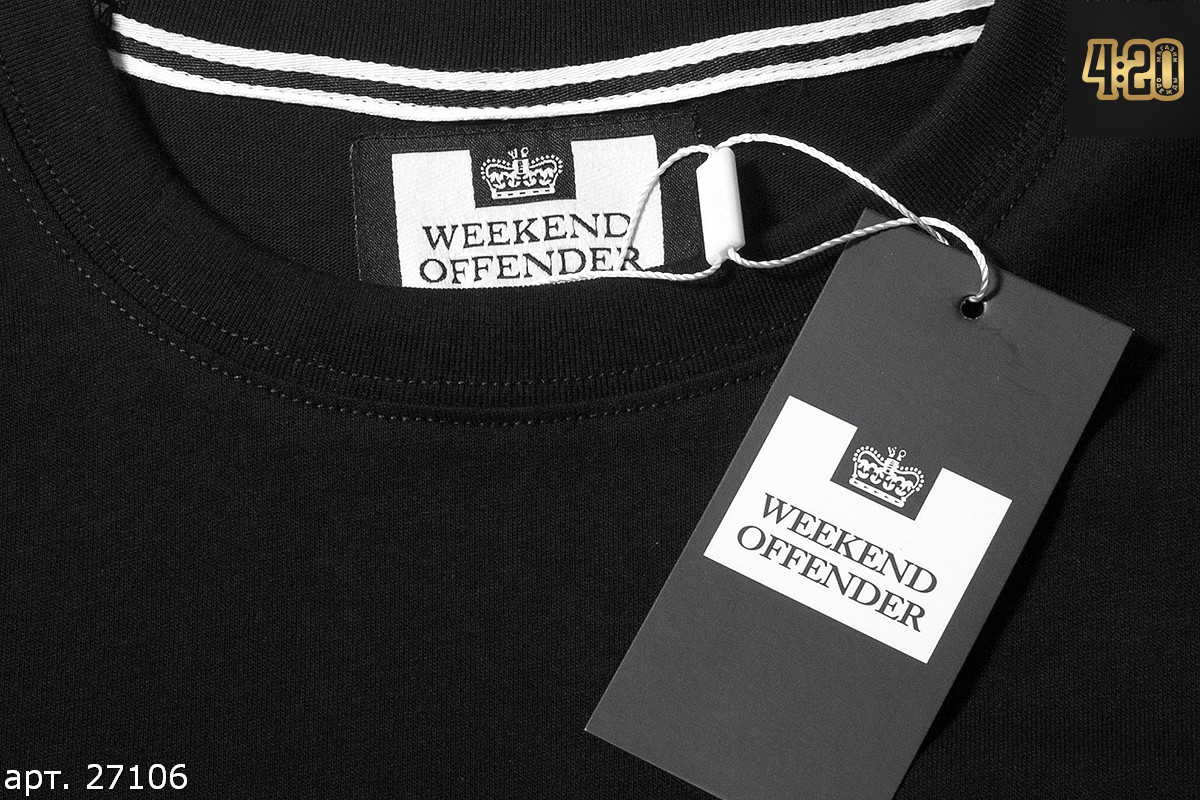 4:20
WEEKEND
OFFENDER
WEEKEND
OFFENDER
арт. 27106